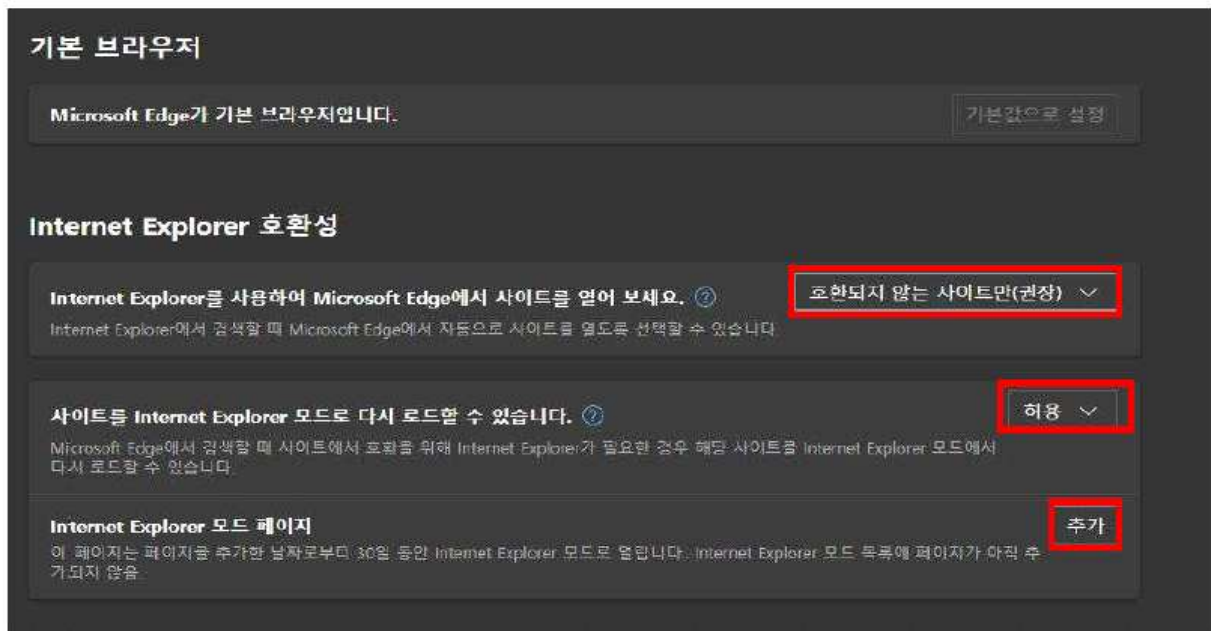 기본 브라우저
Microsoft Edge가 기본 브라우저입니다.
기본값으로 설정
Internet Explorer 호환성
Internet Explorer를 사용하여 Microsoft Edge에서 사이트를 열어 보세요.
호환되지 않는 사이트만(권장)
Internet Explorer에서 검색할 때 Microsoft Edge에서 자동으로 사이트를 열도록 선택할 수 있습니다
사이트를 Internet Explorer 모드로 다시 로드할 수 있습니다.
허용
Microsoft Edge에서 검색할 때 사이트에서 호환을 위해 Internet Explorer가 필요한 경우 해당 사이트를 Internet Explorer 모드에서
다시 로드할 수 있습니다
Internet Explorer 모드 페이지
추가
이 페이지는 페이지를 추가한 날짜로부터 30일 동안 Internet Explorer 모드로 열립니다. Internet Explorer 모드 목록에 페이지가 아직 추
가되지 않음